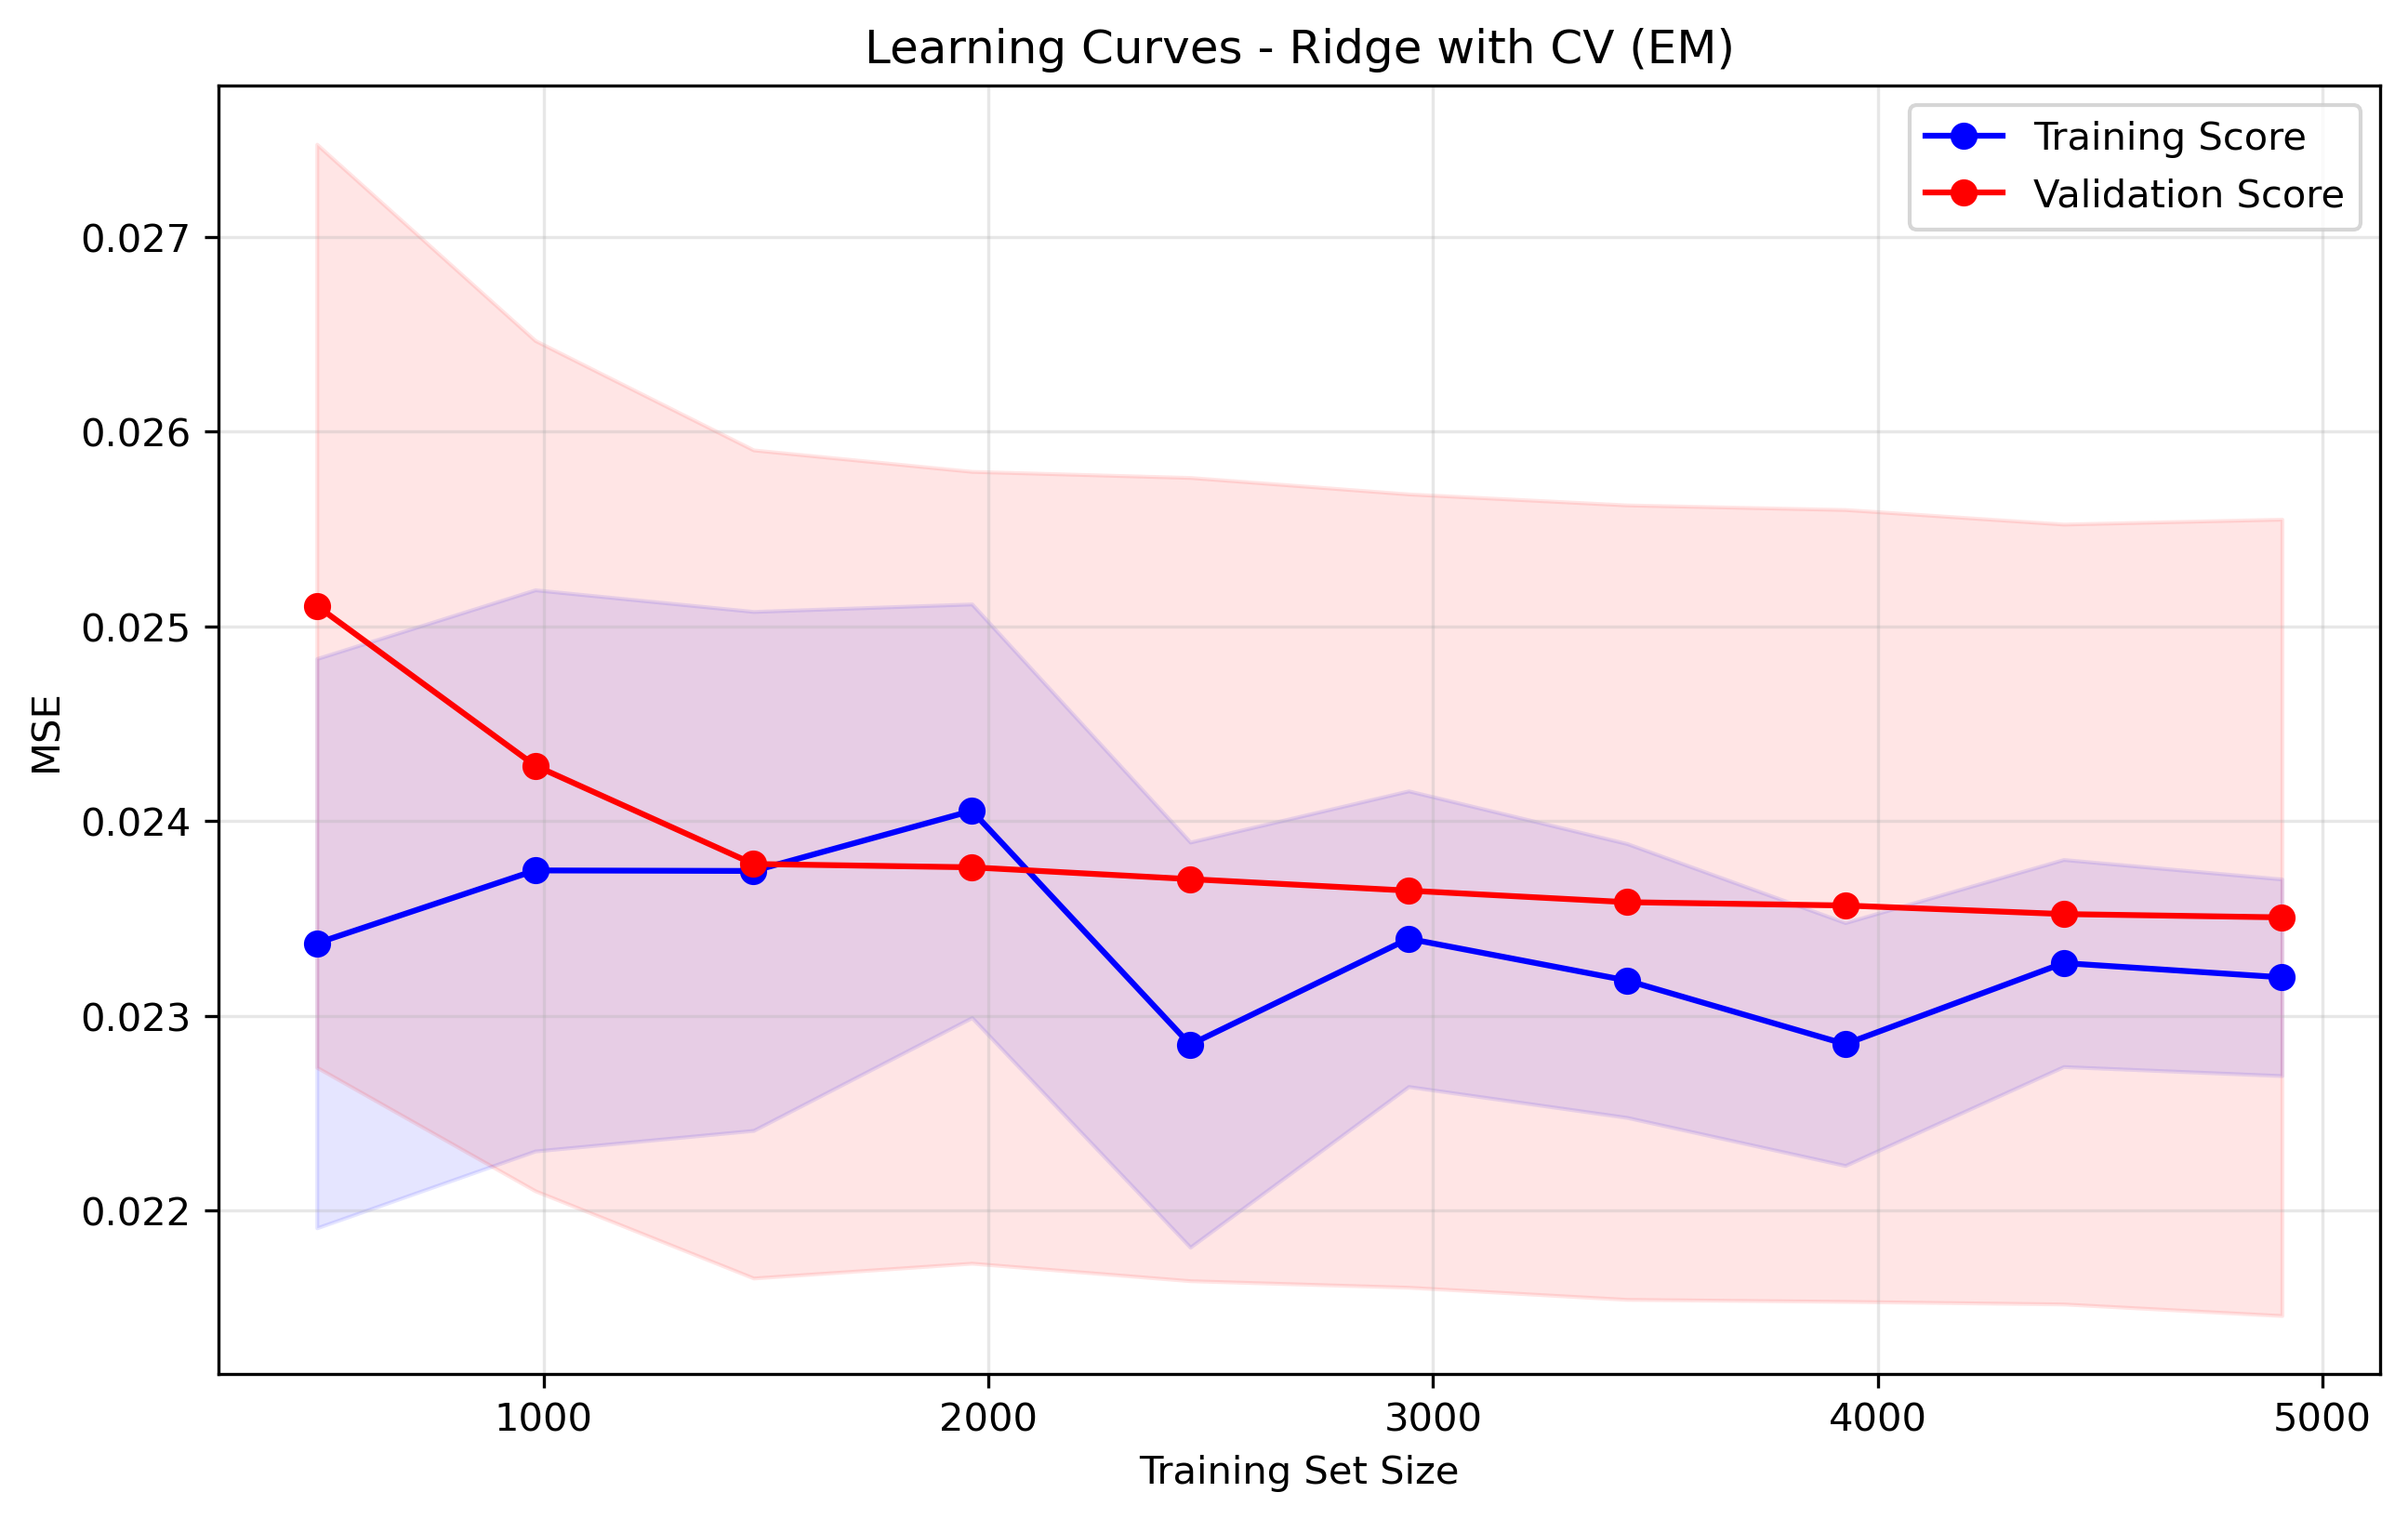 Learning Curves - Ridge with CV (EM)
Training Score
Validation Score
0.027
0.026
0.025
0.024
0.023
0.022
MSE
1000
2000
3000
4000
5000
Training Set Size